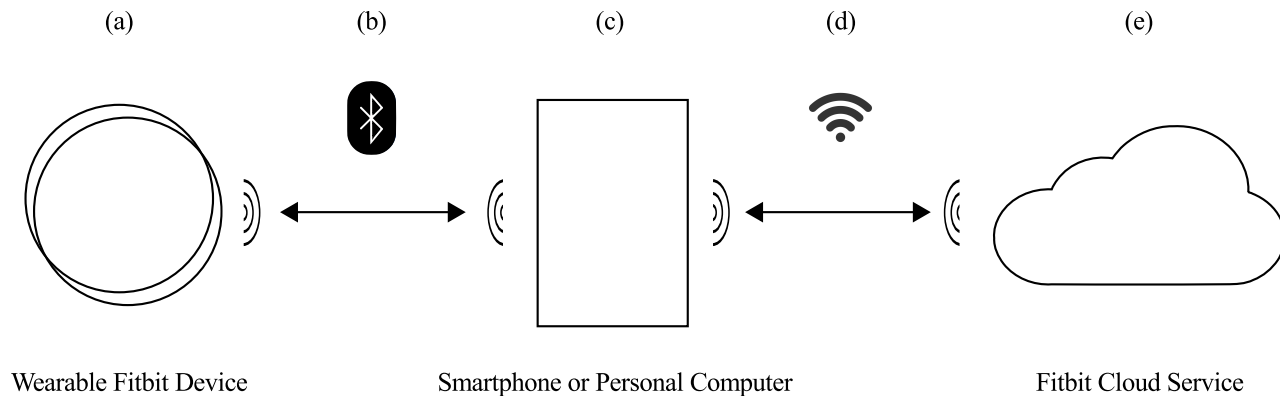 (a) (b) (c) (d) (e)
Wearable Fitbit Device Smartphone or Personal Computer Fitbit Cloud Service